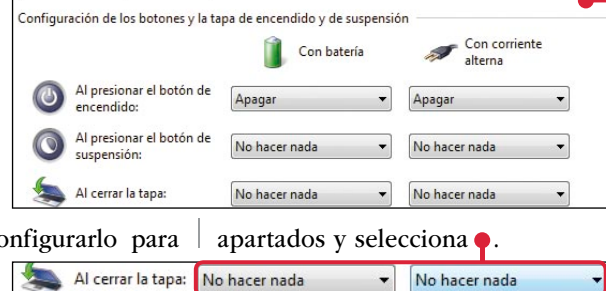 Configuración de los botones y la tapa de encendido y de suspensión
Con batería
Con corriente
alterna
Al presionar el botón de
encendido:
Apagar
Apagar
Al presionar el botón de
suspensión:
No hacer nada
No hacer nada
Al cerrar la tapa:
No hacer nada
No hacer nada
onfigurarlo para
apartados y selecciona .
Al cerrar la tapa:
No hacer nada
No hacer nada